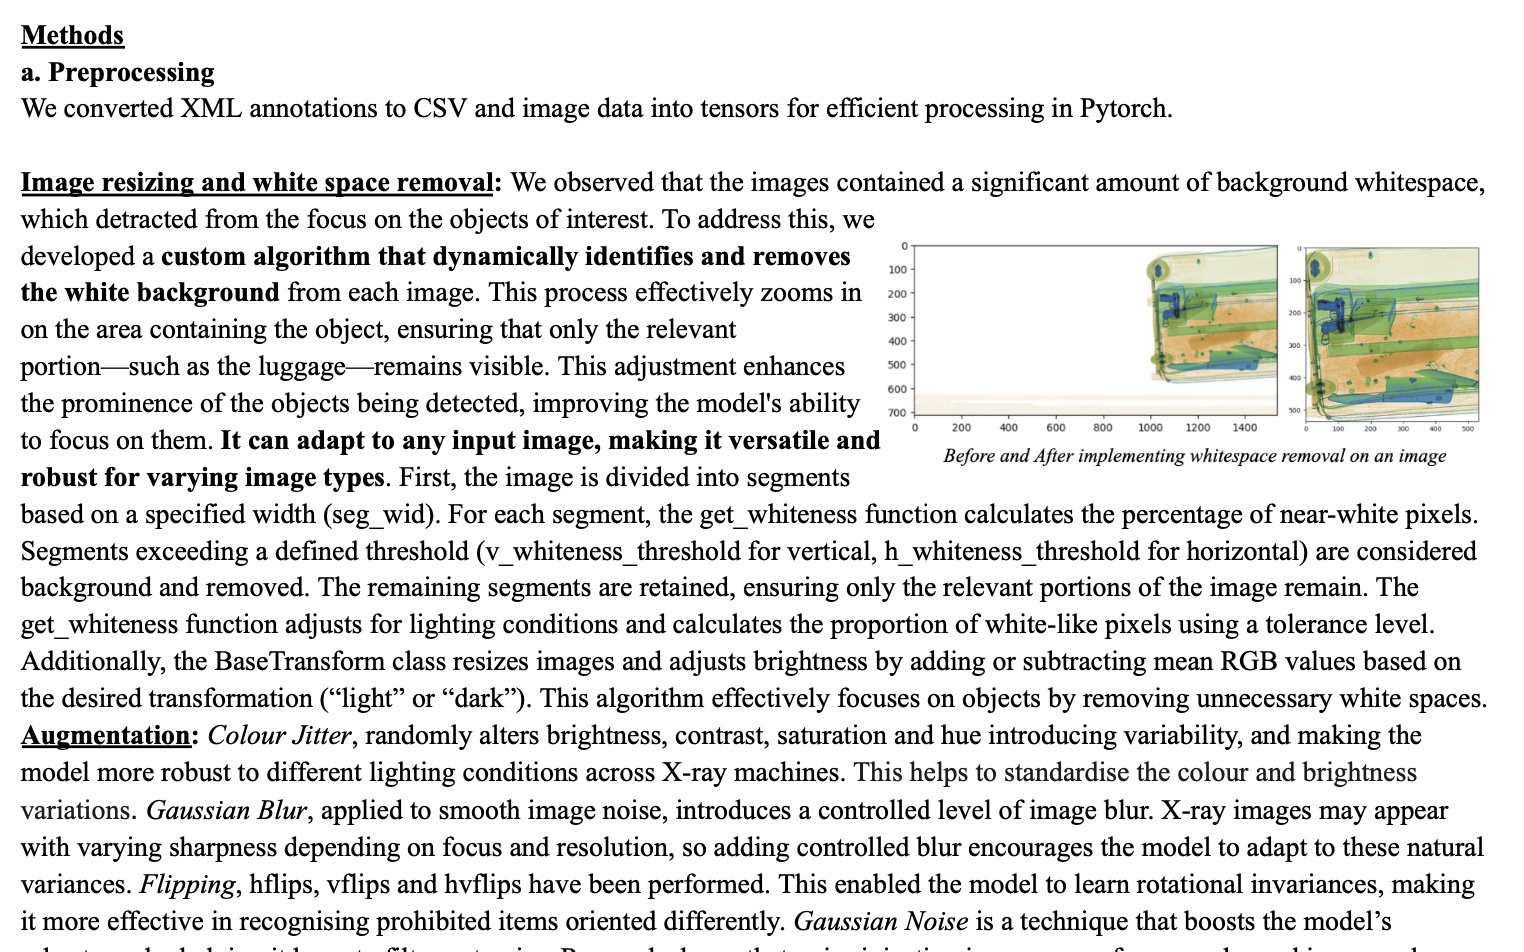 Methods
a. Preprocessing
We converted XML annotations to CSV and image data into tensors for efficient processing in Pytorch.
Image resizing and white space removal: We observed that the images contained a significant amount of background whitespace,
which detracted from the focus on the objects of interest. To address this, we
developed a custom algorithm that dynamically identifies and removes
the white background from each image. This process effectively zooms in
on the area containing the object, ensuring that only the relevant
portion—such as the luggage—remains visible. This adjustment enhances
the prominence of the objects being detected, improving the model's ability
to focus on them. It can adapt to any input image, making it versatile and
robust for varying image types. First, the image is divided into segments
0
100
200
300
400
500
600
700
0 200 400 600 800 1000 1200 1400
0
100
200
300
400
500
0 100 200 300 400 500
Before and After implementing whitespace removal on an image
based on a specified width (seg_wid). For each segment, the get_whiteness function calculates the percentage of near-white pixels.
Segments exceeding a defined threshold (v_whiteness_threshold for vertical, h_whiteness_threshold for horizontal) are considered
background and removed. The remaining segments are retained, ensuring only the relevant portions of the image remain. The
get_whiteness function adjusts for lighting conditions and calculates the proportion of white-like pixels using a tolerance level.
Additionally, the BaseTransform class resizes images and adjusts brightness by adding or subtracting mean RGB values based on
the desired transformation (“light” or “dark”). This algorithm effectively focuses on objects by removing unnecessary white spaces.
Augmentation: Colour Jitter, randomly alters brightness, contrast, saturation and hue introducing variability, and making the
model more robust to different lighting conditions across X-ray machines. This helps to standardise the colour and brightness
variations. Gaussian Blur, applied to smooth image noise, introduces a controlled level of image blur. X-ray images may appear
with varying sharpness depending on focus and resolution, so adding controlled blur encourages the model to adapt to these natural
variances. Flipping, hflips, vflips and hvflips have been performed. This enabled the model to learn rotational invariances, making
it more effective in recognising prohibited items oriented differently. Gaussian Noise is a technique that boosts the model’s